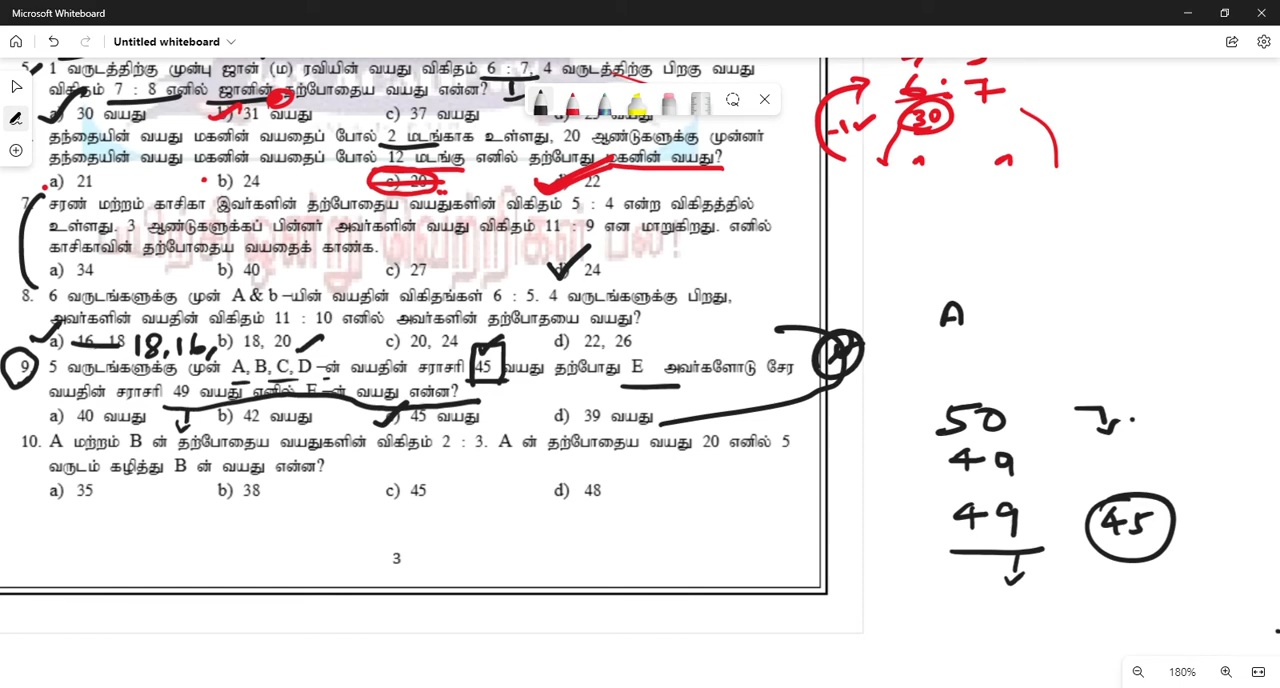 Microsoft Whiteboard
Untitled whiteboard
5. 1 வருடத்திற்கு முன்பு ஜான் (ம) ரவியின் வயது விகிதம் 6 : 7, 4 வருடத்திற்கு பிறகு வயது
விகிதம் 7 : 8 எனில் ஜானின் தற்போதைய வயது என்ன?
a) 30 வயது b) 31 வயது c) 37 வயது
தந்தையின் வயது மகனின் வயதைப் போல் 2 மடங்காக உள்ளது, 20 ஆண்டுகளுக்கு முன்னர்
தந்தையின் வயது மகனின் வயதைப் போல் 12 மடங்கு எனில் தற்போது மகனின் வயது?
a) 21 b) 24 d) 22
7. சரண் மற்றம் காசிகா இவர்களின் தற்போதைய வயதுகளின் விகிதம் 5 : 4 என்ற விகிதத்தில்
உள்ளது. 3 ஆண்டுகளுக்கப் பின்னர் அவர்களின் வயது விகிதம் 11 : 9 என மாறுகிறது. எனில்
காசிகாவின் தற்போதைய வயதைக் காண்க.
a) 34 b) 40 c) 27 d) 24
8. 6 வருடங்களுக்கு முன் A & b –யின் வயதின் விகிதங்கள் 6 : 5. 4 வருடங்களுக்கு பிறது,
அவர்களின் வயதின் விகிதம் 11 : 10 எனில் அவர்களின் தற்போதயை வயது?
a) 16, 18 18,16, b) 18, 20 c) 20, 24 d) 22, 26
9. 5 வருடங்களுக்கு முன் A, B, C, D –ன் வயதின் சராசரி 45 வயது தற்போது E அவர்களோடு சேர
வயதின் சராசரி 49 வயது எனில் E–ன் வயது என்ன?
a) 40 வயது b) 42 வயது c) 45 வயது d) 39 வயது
10. A மற்றம் B ன் தற்போதைய வயதுகளின் விகிதம் 2 : 3. A ன் தற்போதைய வயது 20 எனில் 5
வருடம் கழித்து B ன் வயது என்ன?
a) 35 b) 38 c) 45 d) 48
3
6 : 7
30
-1
A
50
49
49 45
180%